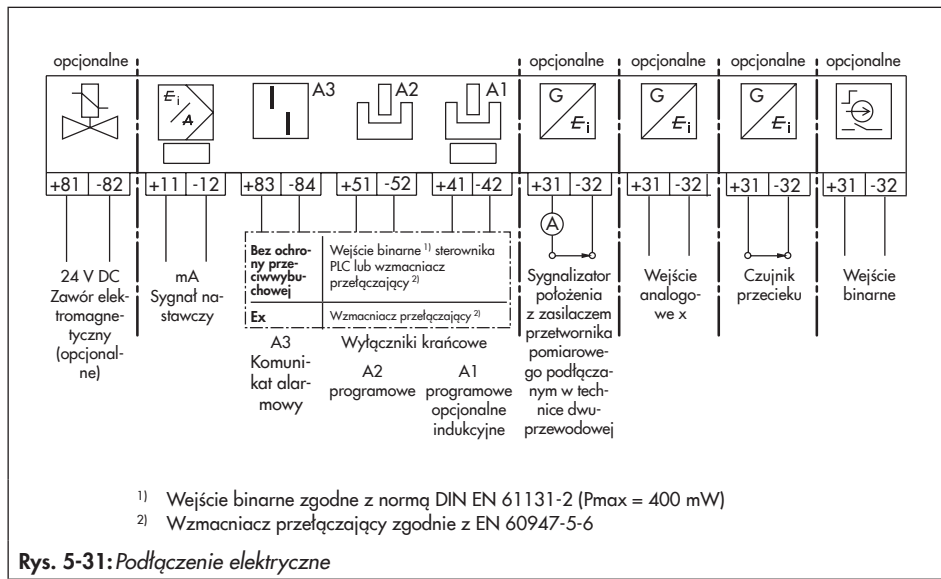 opcjonalne opcjonalne opcjonalne opcjonalne opcjonalne
E i A A3 A2 A1 G E i G E i G E i
+81 -82 +11 -12 +83 -84 +51 -52 +41 -42 +31 -32 +31 -32 +31 -32 +31 -32
A
24 V DC
Zawór elek-
tromagne-
tyczny
(opcjonal-
ne)
mA
Sygnał na-
stawczy
Bez ochro-
ny prze-
ciwwybu-
chowej
Wejście binarne 1) sterownika
PLC lub wzmacniacz
przełączający 2)
Ex
Wzmacniacz przełączający 2)
A3
Komuni-
kat alar-
mowy
Wyłączniki krańcowe
A2
programowe
A1
programowe
opcjonalne
indukcyjne
Sygnalizator
położenia
z zasilaczem
przetwornika
pomiarowe-
go podłącza-
nym w tech-
nice dwu-
przewodowej
Wejście
analogo-
we x
Czujnik
przecieku
Wejście
binarne
1) Wejście binarne zgodne z normą DIN EN 61131-2 (Pmax = 400 mW)
2) Wzmacniacz przełączający zgodnie z EN 60947-5-6
Rys. 5-31: Podłączenie elektryczne